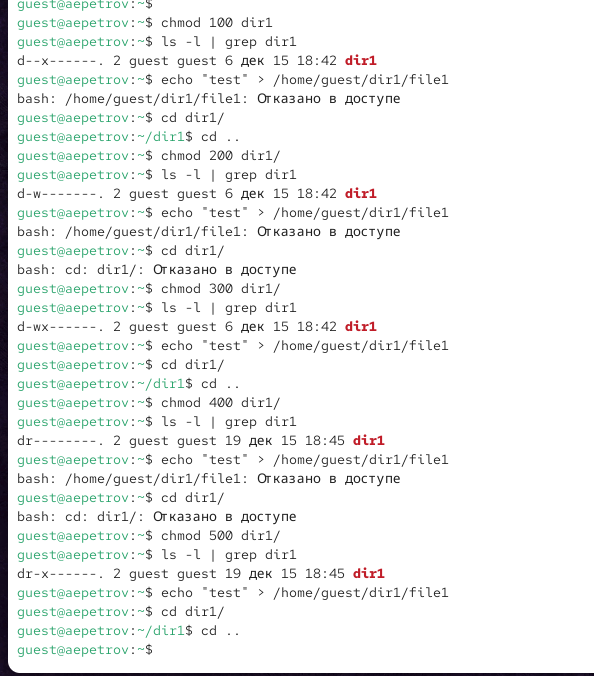 guest@aepetrov:~$
guest@aepetrov:~$ chmod 100 dir1
guest@aepetrov:~$ ls -l | grep dir1
d--x------. 2 guest guest 6 дек 15 18:42 dir1
guest@aepetrov:~$ echo "test" > /home/guest/dir1/file1
bash: /home/guest/dir1/file1: Отказано в доступе
guest@aepetrov:~$ cd dir1/
guest@aepetrov:~/dir1$ cd ..
guest@aepetrov:~$ chmod 200 dir1/
guest@aepetrov:~$ ls -l | grep dir1
d-w-------. 2 guest guest 6 дек 15 18:42 dir1
guest@aepetrov:~$ echo "test" > /home/guest/dir1/file1
bash: /home/guest/dir1/file1: Отказано в доступе
guest@aepetrov:~$ cd dir1/
bash: cd: dir1/: Отказано в доступе
guest@aepetrov:~$ chmod 300 dir1/
guest@aepetrov:~$ ls -l | grep dir1
d-wx------. 2 guest guest 6 дек 15 18:42 dir1
guest@aepetrov:~$ echo "test" > /home/guest/dir1/file1
guest@aepetrov:~$ cd dir1/
guest@aepetrov:~/dir1$ cd ..
guest@aepetrov:~$ chmod 400 dir1/
guest@aepetrov:~$ ls -l | grep dir1
dr--------. 2 guest guest 19 дек 15 18:45 dir1
guest@aepetrov:~$ echo "test" > /home/guest/dir1/file1
bash: /home/guest/dir1/file1: Отказано в доступе
guest@aepetrov:~$ cd dir1/
bash: cd: dir1/: Отказано в доступе
guest@aepetrov:~$ chmod 500 dir1/
guest@aepetrov:~$ ls -l | grep dir1
dr-x------. 2 guest guest 19 дек 15 18:45 dir1
guest@aepetrov:~$ echo "test" > /home/guest/dir1/file1
guest@aepetrov:~$ cd dir1/
guest@aepetrov:~/dir1$ cd ..
guest@aepetrov:~$